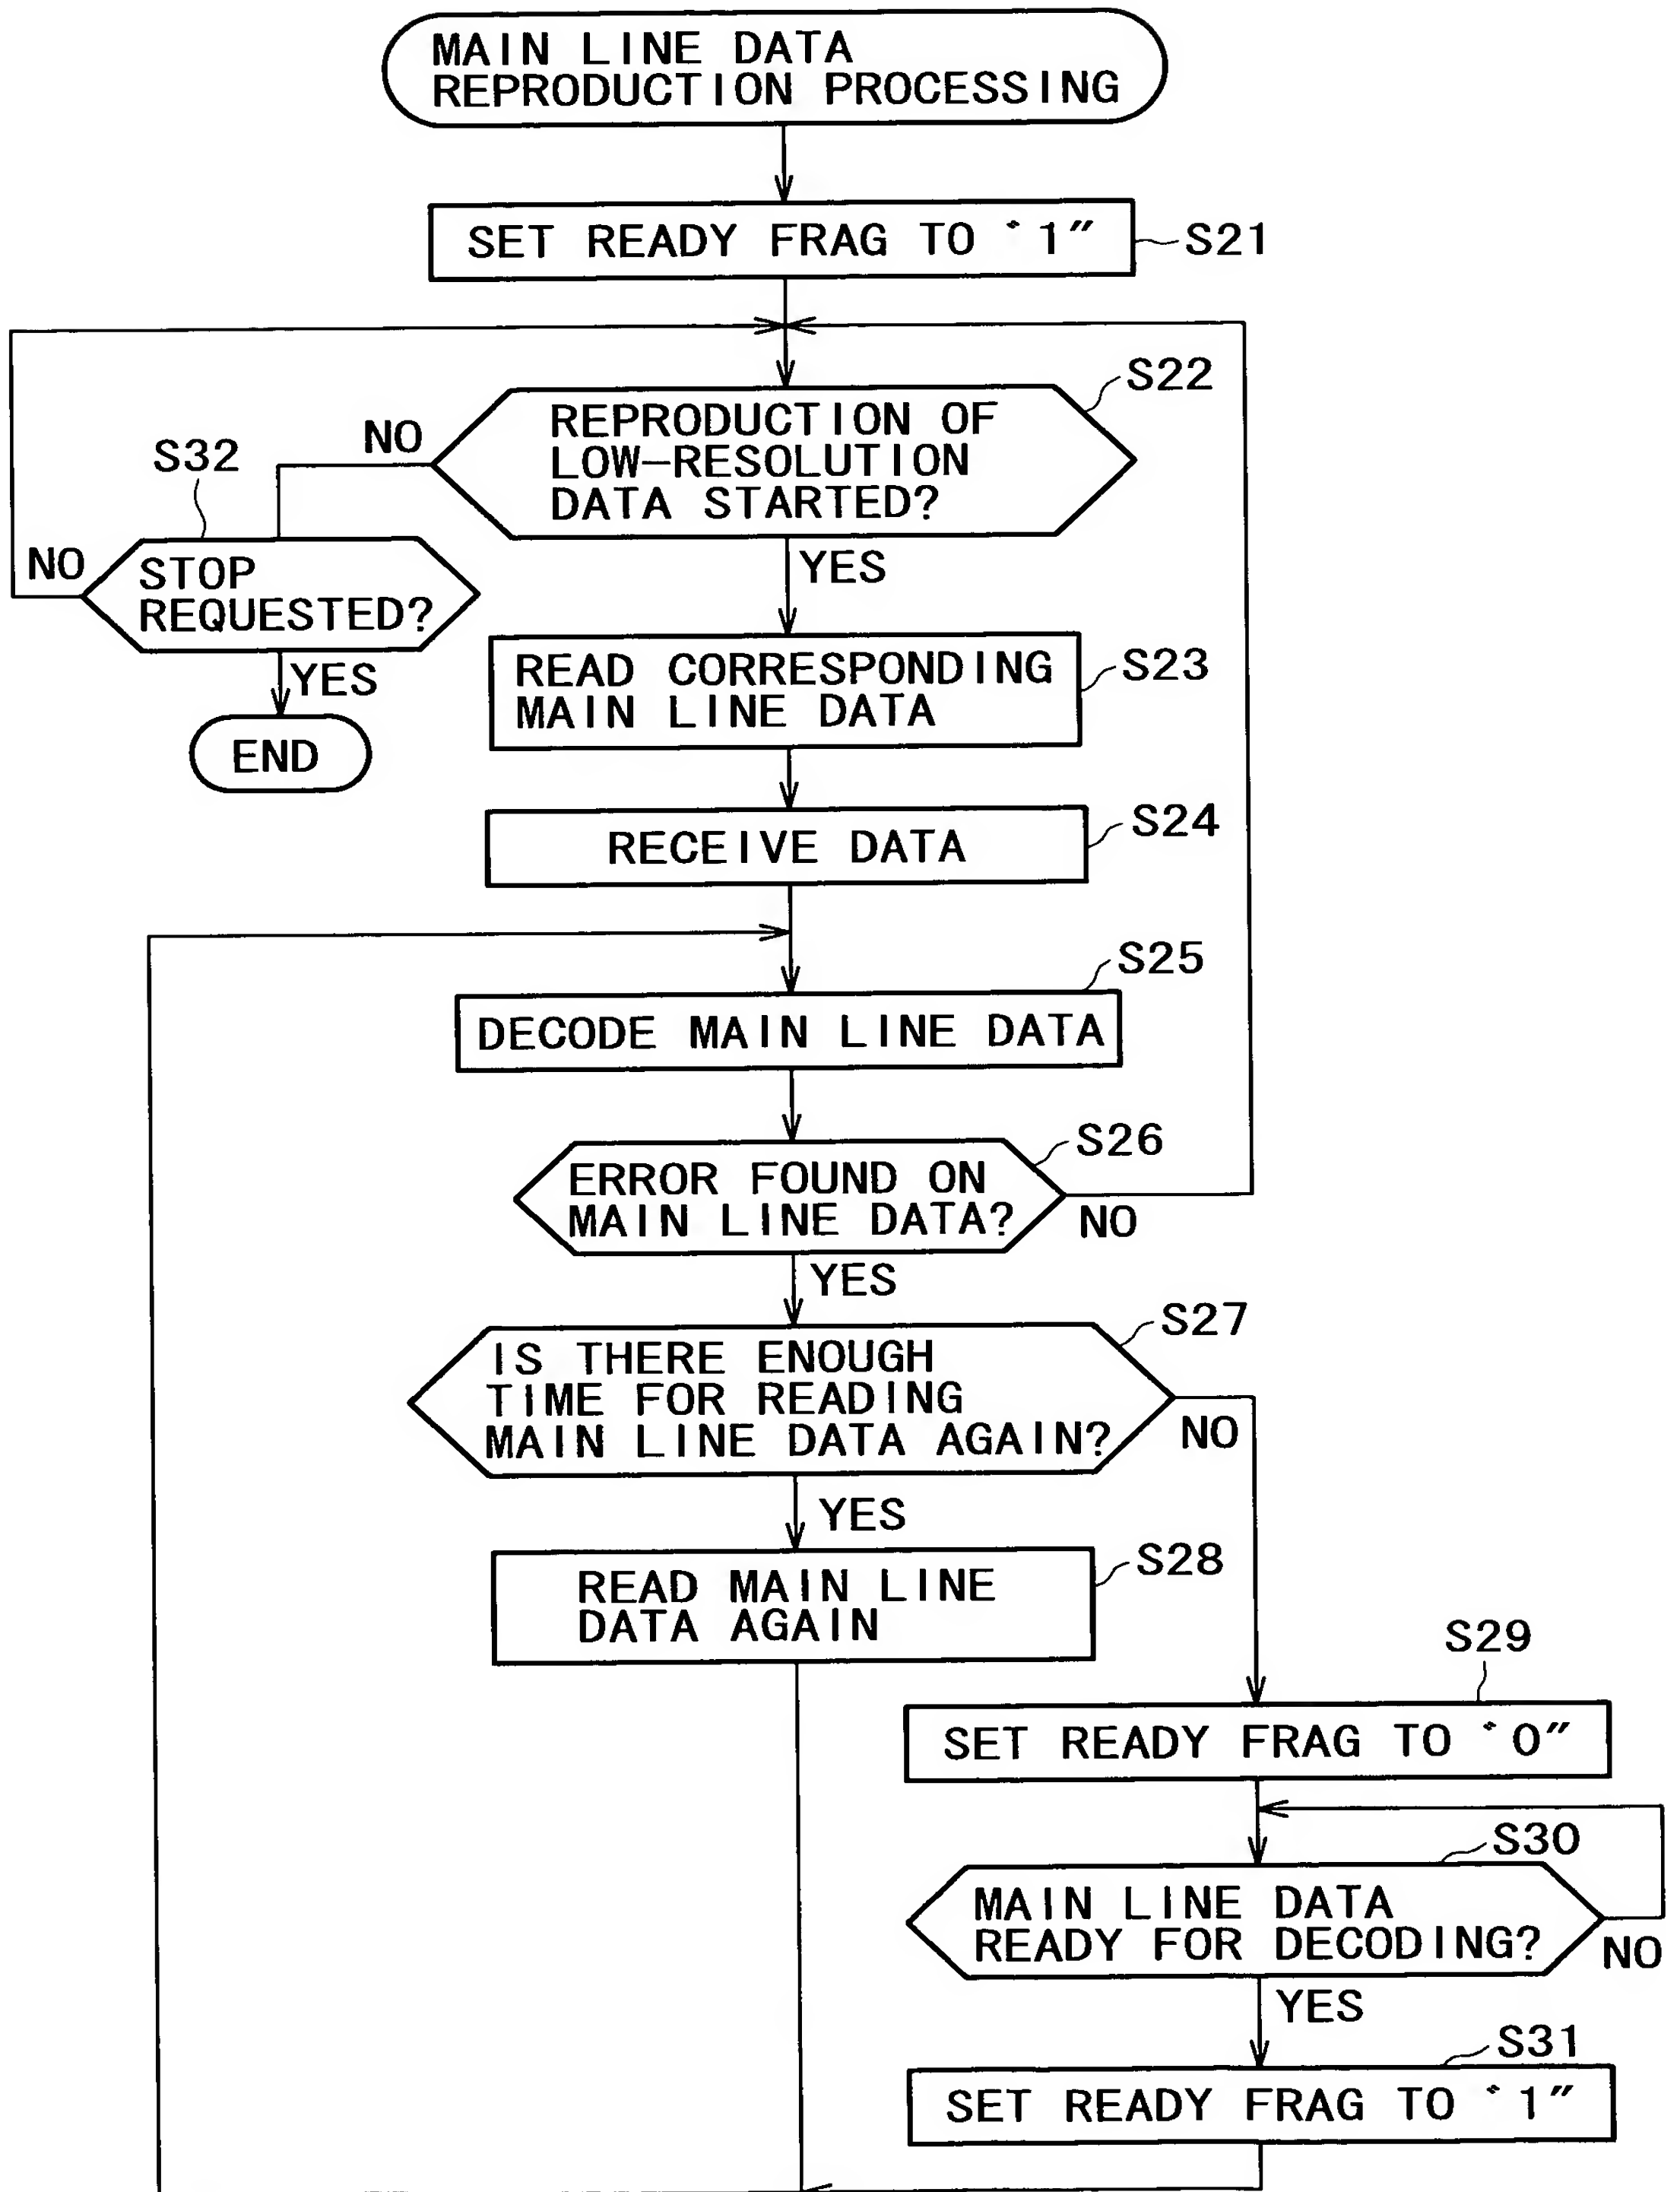 MAIN LINE DATA
REPRODUCTION PROCESSING
SET READY FRAG TO ‶1″
S21
S22
REPRODUCTION OF
LOW-RESOLUTION
DATA STARTED?
NO
S32
NO
STOP
REQUESTED?
YES
YES
END
S23
READ CORRESPONDING
MAIN LINE DATA
S24
RECEIVE DATA
S25
DECODE MAIN LINE DATA
S26
ERROR FOUND ON
MAIN LINE DATA?
NO
YES
S27
IS THERE ENOUGH
TIME FOR READING
MAIN LINE DATA AGAIN?
NO
YES
S28
READ MAIN LINE
DATA AGAIN
S29
SET READY FRAG TO ‶0″
S30
MAIN LINE DATA
READY FOR DECODING?
NO
YES
S31
SET READY FRAG TO ‶1″